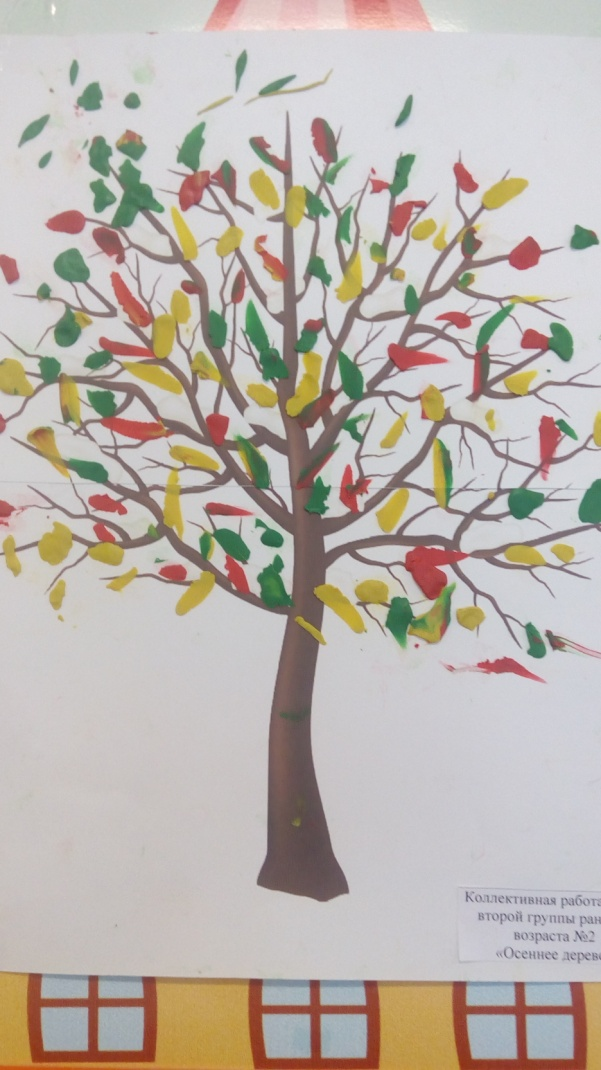 Коллективная работа
второй группы ран
возраста №2
«Осеннее дерев